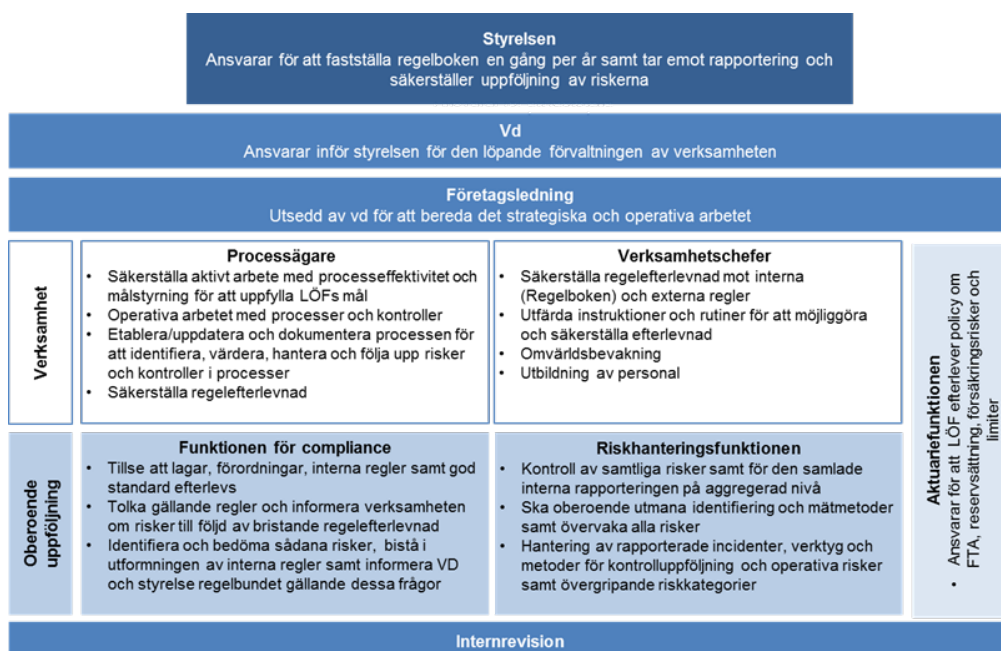 Styrelsen
Ansvarar för att fastställa regelboken en gång per år samt tar emot rapportering och
säkerställer uppföljning av riskerna
Vd
Ansvarar inför styrelsen för den löpande förvaltningen av verksamheten
Företagsledning
Utsedd av vd för att bereda det strategiska och operativa arbetet
Verksamhet
Processägare
• Säkerställa aktivt arbete med processeffektivitet och
målstyrning för att uppfylla LÖFs mål
• Operativa arbetet med processer och kontroller
• Etablera/uppdatera och dokumentera processen för
att identifiera, värdera, hantera och följa upp risker
och kontroller i processer
• Säkerställa regelefterlevnad
Verksamhetschefer
• Säkerställa regelefterlevnad mot interna
(Regelboken) och externa regler
• Utfärda instruktioner och rutiner för att möjliggöra
och säkerställa efterlevnad
• Omvärldsbevakning
• Utbildning av personal
Oberoende
uppföljning
Funktionen för compliance
• Tillse att lagar, förordningar, interna regler samt god
standard efterlevs
• Tolka gällande regler och informera verksamheten
om risker till följd av bristande regelefterlevnad
• Identifiera och bedöma sådana risker, bistå i
utformningen av interna regler samt informera VD
och styrelse regelbundet gällande dessa frågor
Riskhanteringsfunktionen
• Kontroll av samtliga risker samt för den samlade
interna rapporteringen på aggregerad nivå
• Ska oberoende utmana identifiering och mätmetoder
samt övervaka alla risker
• Hantering av rapporterade incidenter, verktyg och
metoder för kontrolluppföljning och operativa risker
samt övergripande riskkategorier
Aktuariefunktionen
• Ansvarar för att LÖF efterlever policy om
FTA, reservsättning, försäkringsrisker och
limiter
Internrevision